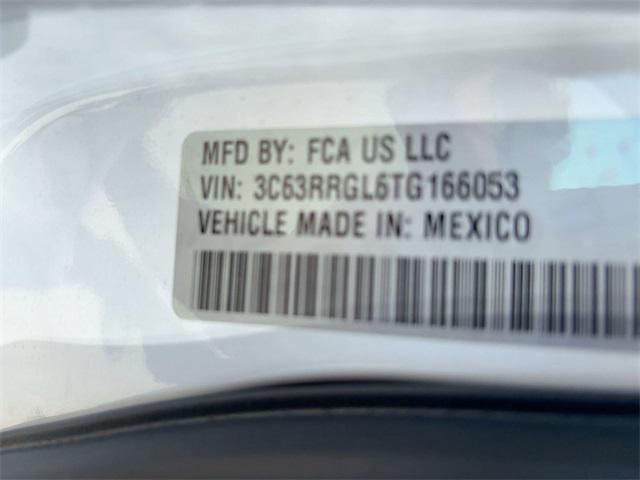 MFD BY: FCA US LLC
VIN: 3C63RRGL6TG166053
VEHICLE MADE IN: MEXICO